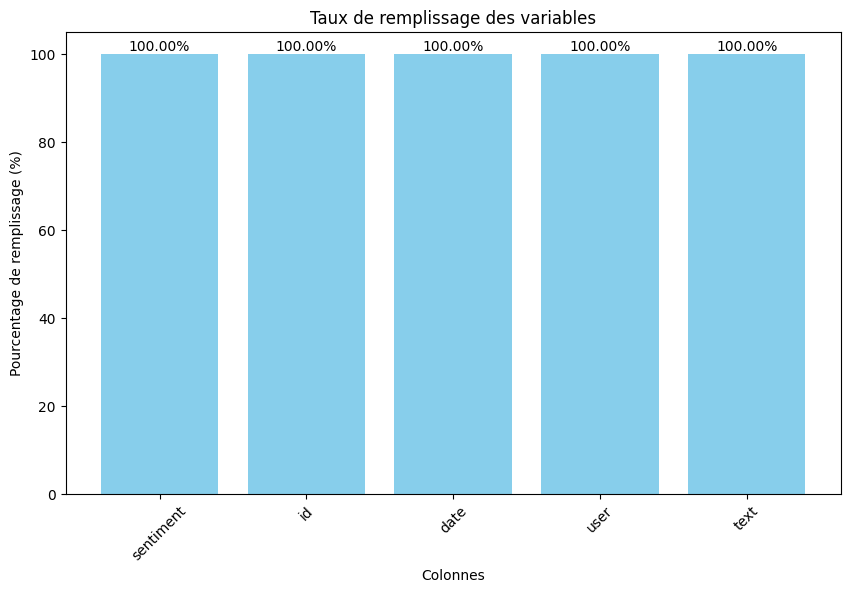 Taux de remplissage des variables
100.00% 100.00% 100.00% 100.00% 100.00%
Pourcentage de remplissage (%)
100
80
60
40
20
0
sentiment id date user text
Colonnes